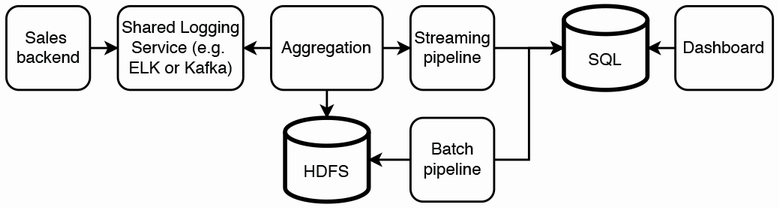 Sales
backend
Shared Logging
Service (e.g.
ELK or Kafka)
Aggregation
Streaming
pipeline
SQL
Dashboard
HDFS
Batch
pipeline